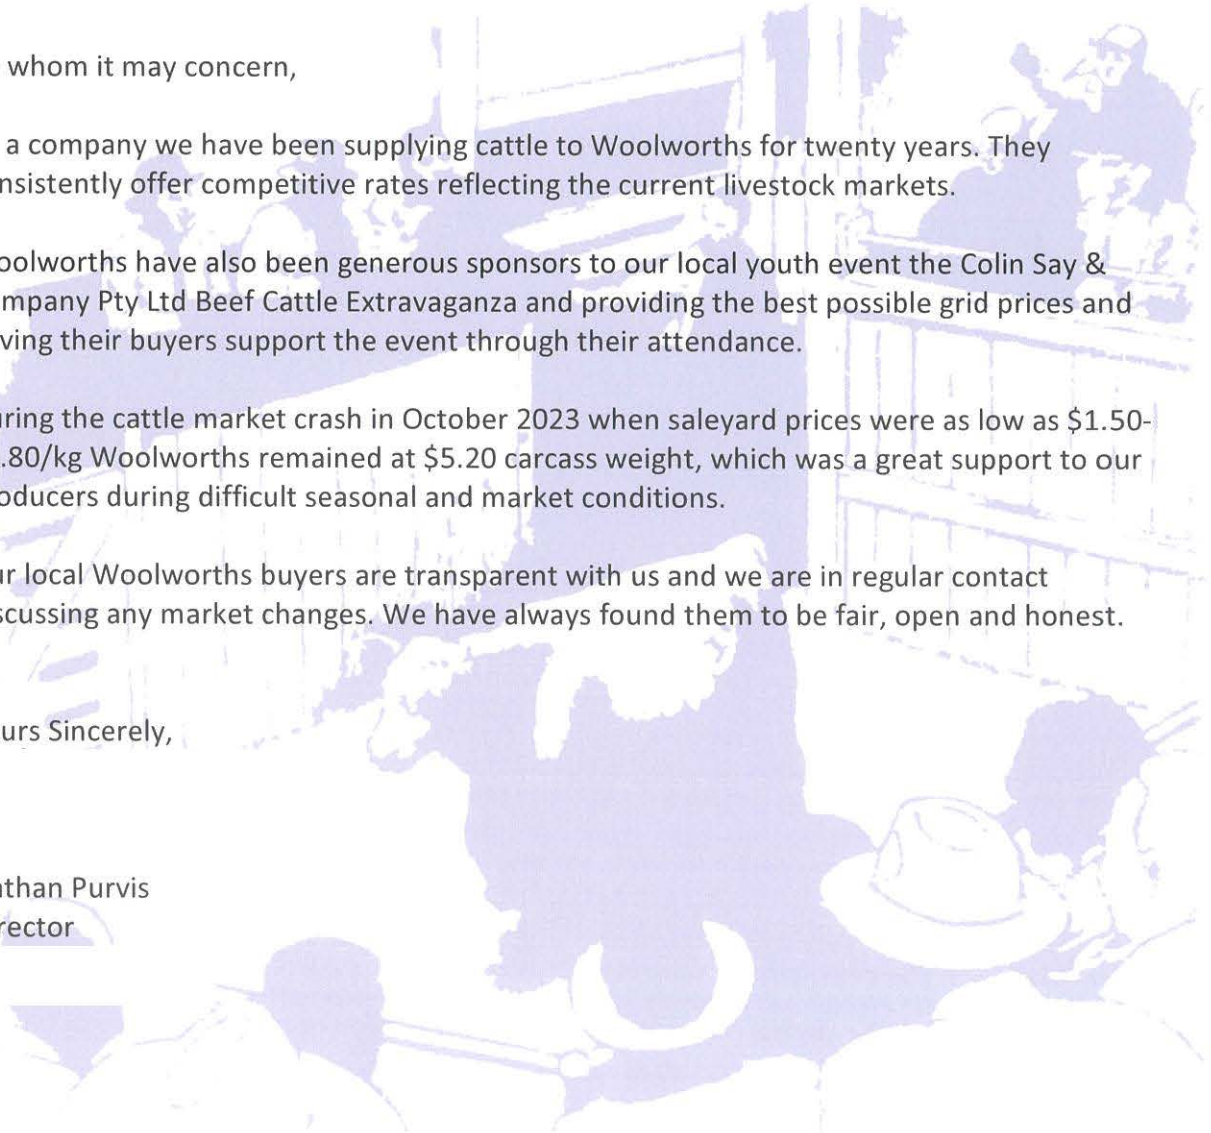 whom it may concern,
a company we have been supplying cattle to Woolworths for twenty years. They
nsistently offer competitive rates reflecting the current livestock markets.
oolworths have also been generous sponsors to our local youth event the Colin Say &
mpany Pty Ltd Beef Cattle Extravaganza and providing the best possible grid prices and
ving their buyers support the event through their attendance.
ring the cattle market crash in October 2023 when saleyard prices were as low as $1.50-
.80/kg Woolworths remained at $5.20 carcass weight, which was a great support to our
oducers during difficult seasonal and market conditions.
r local Woolworths buyers are transparent with us and we are in regular contact
scussing any market changes. We have always found them to be fair, open and honest.
urs Sincerely,
than Purvis
rector